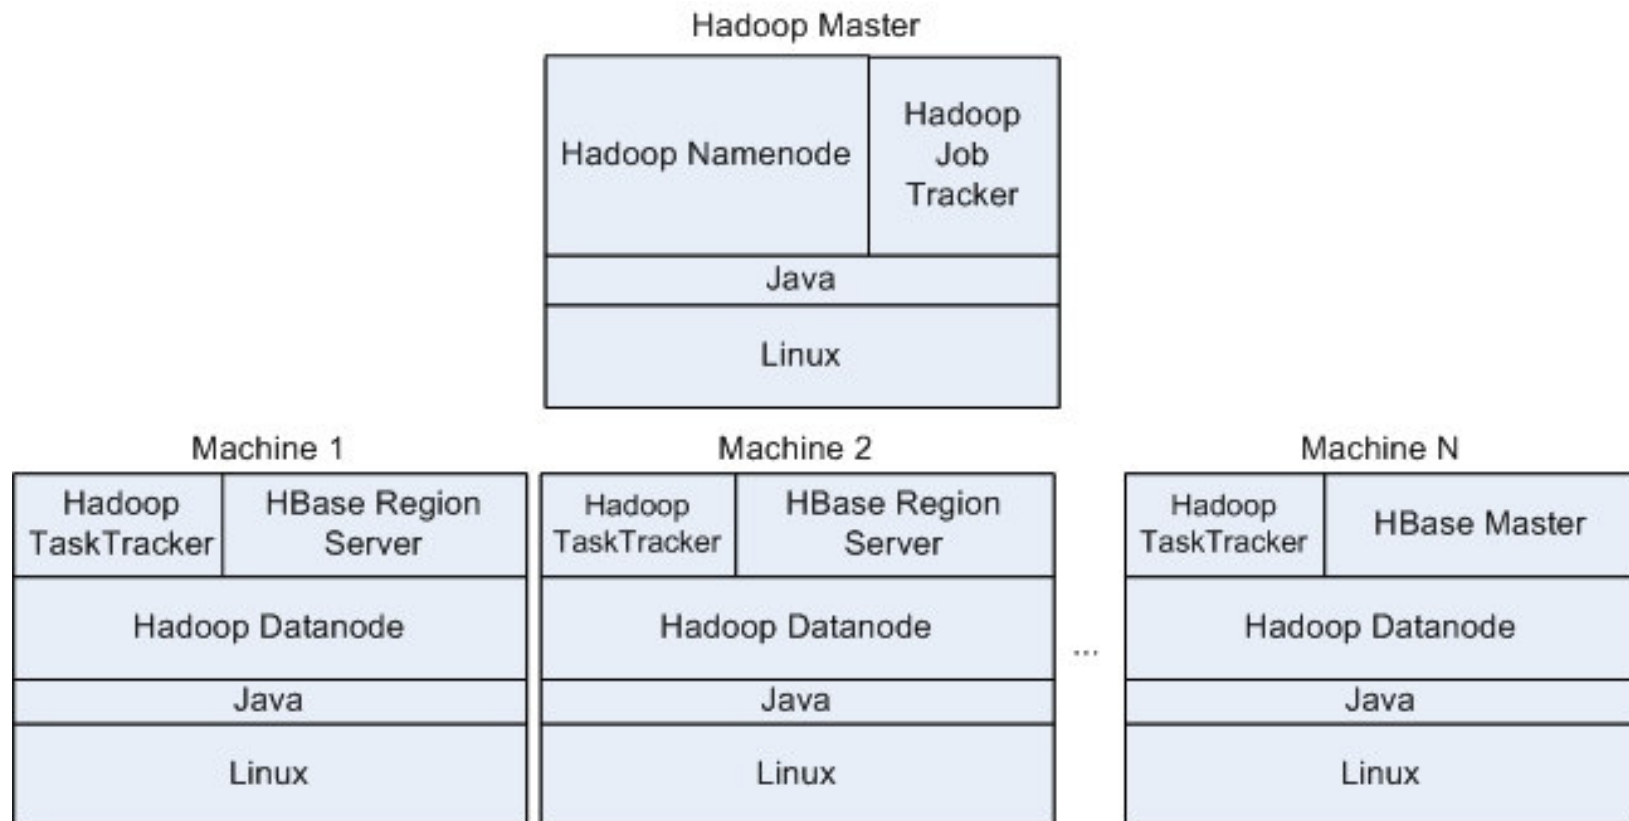 Hadoop Master
Hadoop Namenode
Hadoop
Job
Tracker
Java
Linux
Machine 1
Hadoop
TaskTracker
HBase Region
Server
Hadoop Datanode
Java
Linux
Machine 2
Hadoop
TaskTracker
HBase Region
Server
Hadoop Datanode
Java
Linux
...
Machine N
Hadoop
TaskTracker
HBase Master
Hadoop Datanode
Java
Linux